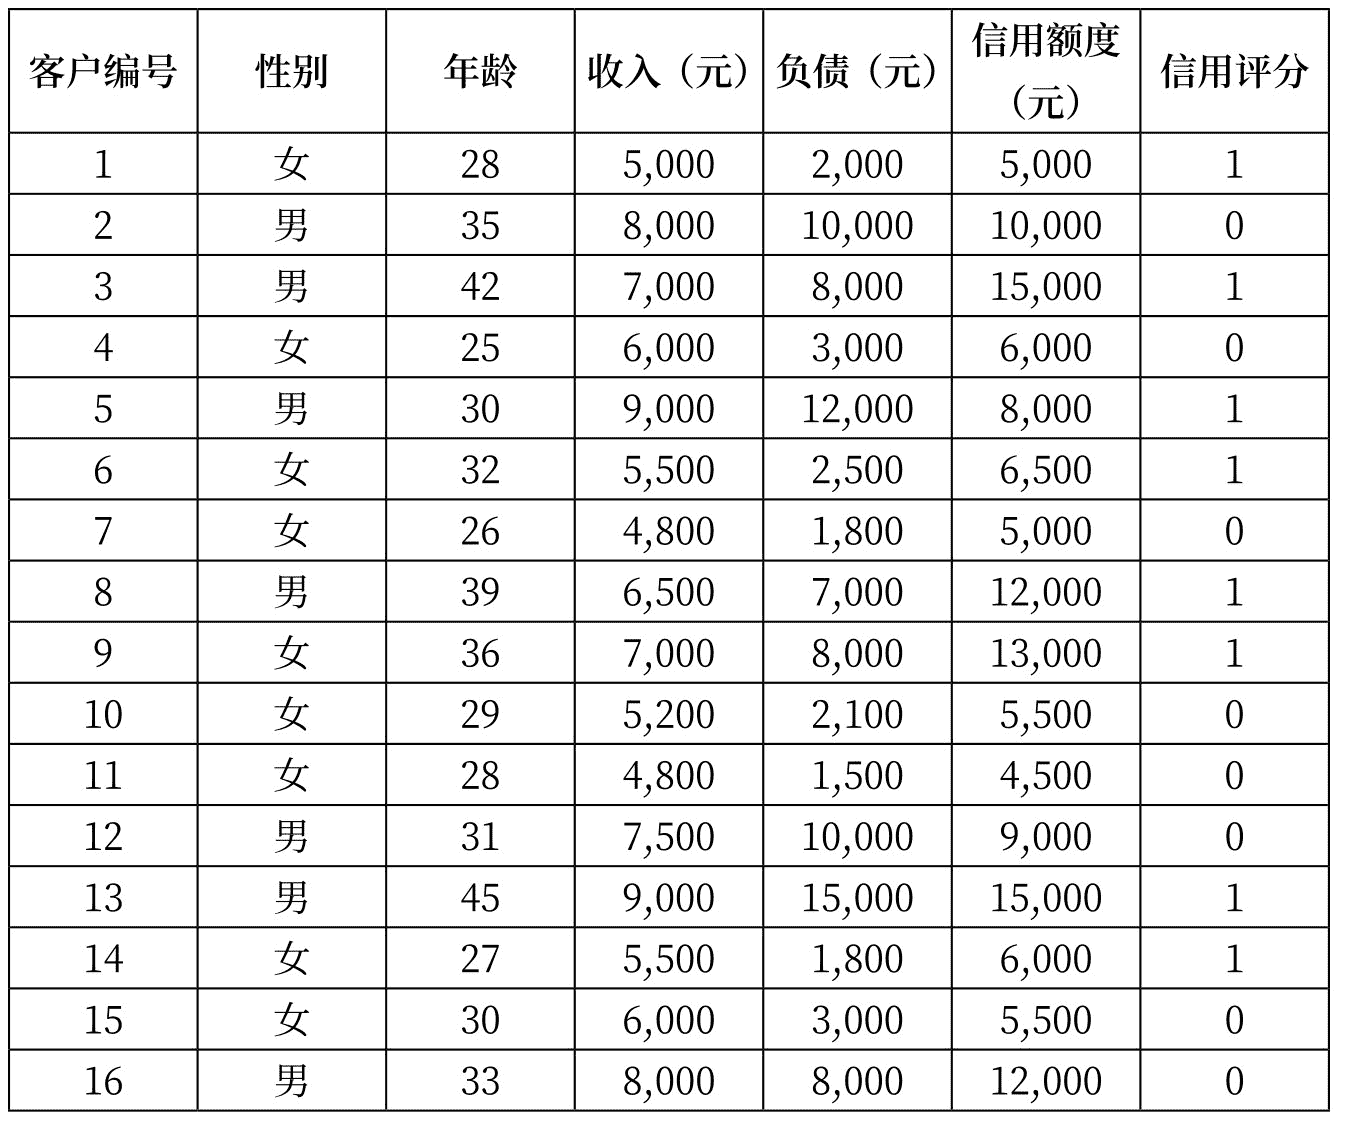 客户编号 性别 年龄 收入（元） 负债（元） 信用额度（元） 信用评分
1 女 28 5,000 2,000 5,000 1
2 男 35 8,000 10,000 10,000 0
3 男 42 7,000 8,000 15,000 1
4 女 25 6,000 3,000 6,000 0
5 男 30 9,000 12,000 8,000 1
6 女 32 5,500 2,500 6,500 1
7 女 26 4,800 1,800 5,000 0
8 男 39 6,500 7,000 12,000 1
9 女 36 7,000 8,000 13,000 1
10 女 29 5,200 2,100 5,500 0
11 女 28 4,800 1,500 4,500 0
12 男 31 7,500 10,000 9,000 0
13 男 45 9,000 15,000 15,000 1
14 女 27 5,500 1,800 6,000 1
15 女 30 6,000 3,000 5,500 0
16 男 33 8,000 8,000 12,000 0